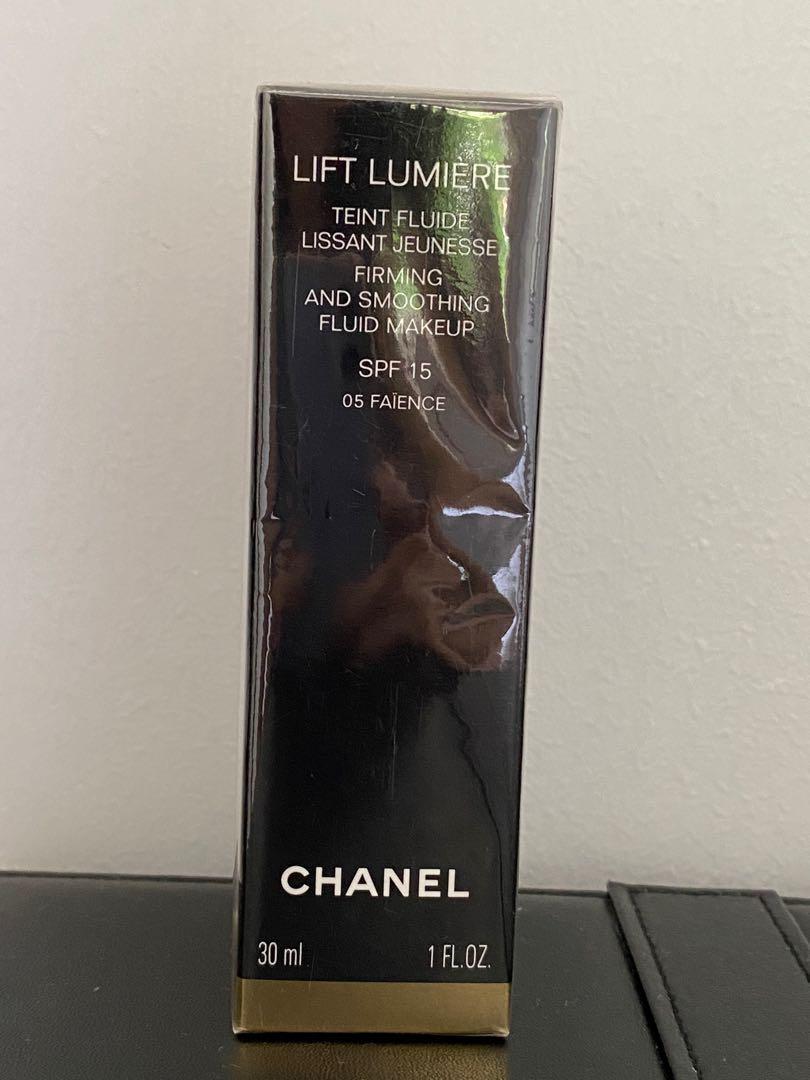 LIFT LUMIÈRE
TEINT FLUIDE
LISSANT JEUNESSE
FIRMING
AND SMOOTHING
FLUID MAKEUP
SPF 15
05 FAÏENCE
CHANEL
30 ml 1 FL.OZ.